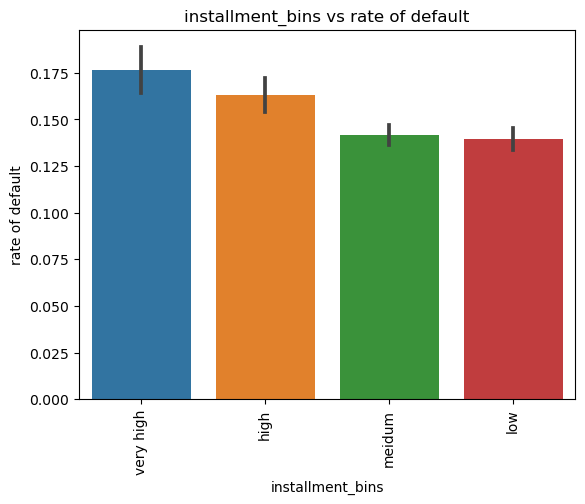 installment_bins vs rate of default
rate of default
0.175
0.150
0.125
0.100
0.075
0.050
0.025
0.000
very high
high
meidum
low
installment_bins